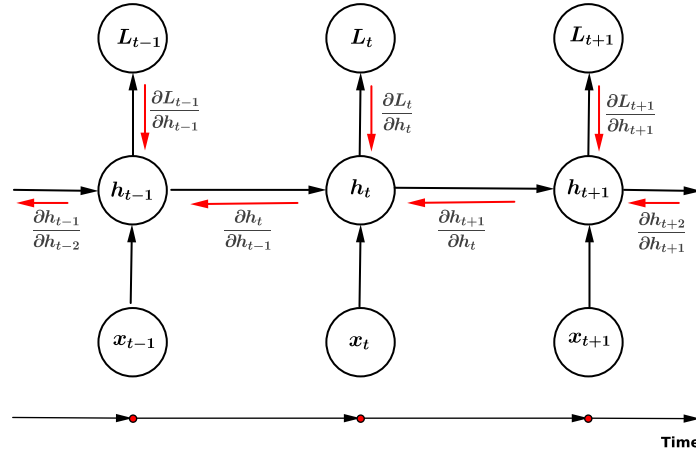 L_{t-1} L_t L_{t+1}
∂L_{t-1}/∂h_{t-1} ∂L_t/∂h_t ∂L_{t+1}/∂h_{t+1}
h_{t-1} h_t h_{t+1}
∂h_{t-1}/∂h_{t-2} ∂h_t/∂h_{t-1} ∂h_{t+1}/∂h_t ∂h_{t+2}/∂h_{t+1}
x_{t-1} x_t x_{t+1}
Time